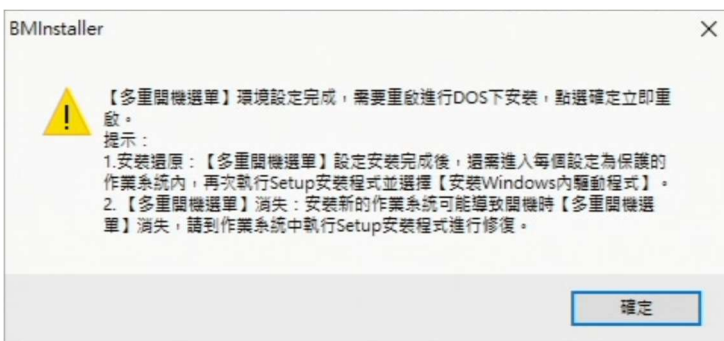 BMInstaller
【多重開機選單】環境設定完成,需要重啟進行DOS下安裝,點選確定立即重
啟。
提示:
1.安裝還原:【多重開機選單】設定安裝完成後,還需進入每個設定為保護的
作業系統內,再次執行Setup安裝程式並選擇【安裝Windows內驅動程式】。
2.【多重開機選單】消失:安裝新的作業系統可能導致開機時【多重開機選
單】消失,請到作業系統中執行Setup安裝程式進行修復。
確定